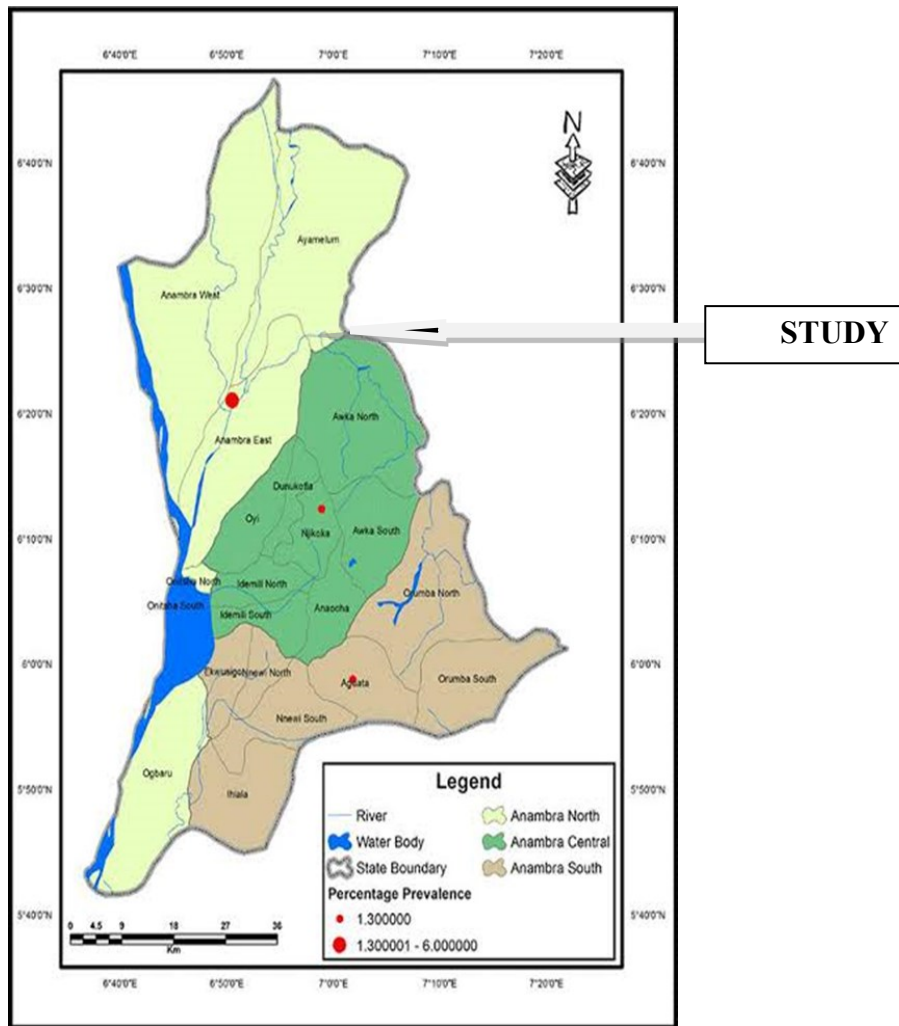 6°40'0"E 6°50'0"E 7°0'0"E 7°10'0"E 7°20'0"E
N
6°40'0"N 6°40'0"N
Ayamelum
6°30'0"N 6°30'0"N
Anambra West
STUDY
6°20'0"N 6°20'0"N
Awka North
Anambra East
Dunukofia
Oyi
Njikoka
Awka South
6°10'0"N 6°10'0"N
Onitsha North
Idemili North
Orumba North
Onitsha South
Anaocha
Idemili South
6°0'0"N 6°0'0"N
Ekwusigo Nnewi North
Aguata
Orumba South
Nnewi South
Ogbaru
5°50'0"N 5°50'0"N
Ihiala
Legend
River
Water Body
State Boundary
Anambra North
Anambra Central
Anambra South
Percentage Prevalence
1.300000
1.300001 - 6.000000
5°40'0"N 5°40'0"N
0 4.5 9 18 27 36
Km
6°40'0"E 6°50'0"E 7°0'0"E 7°10'0"E 7°20'0"E